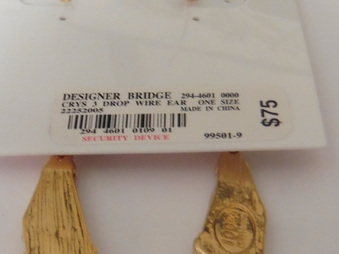 DESIGNER BRIDGE 294-4601 0000
CRYS 3 DROP WIRE EAR ONE SIZE
22252005 MADE IN CHINA
294 4601 0109 01
SECURITY DEVICE 99501-9
$75